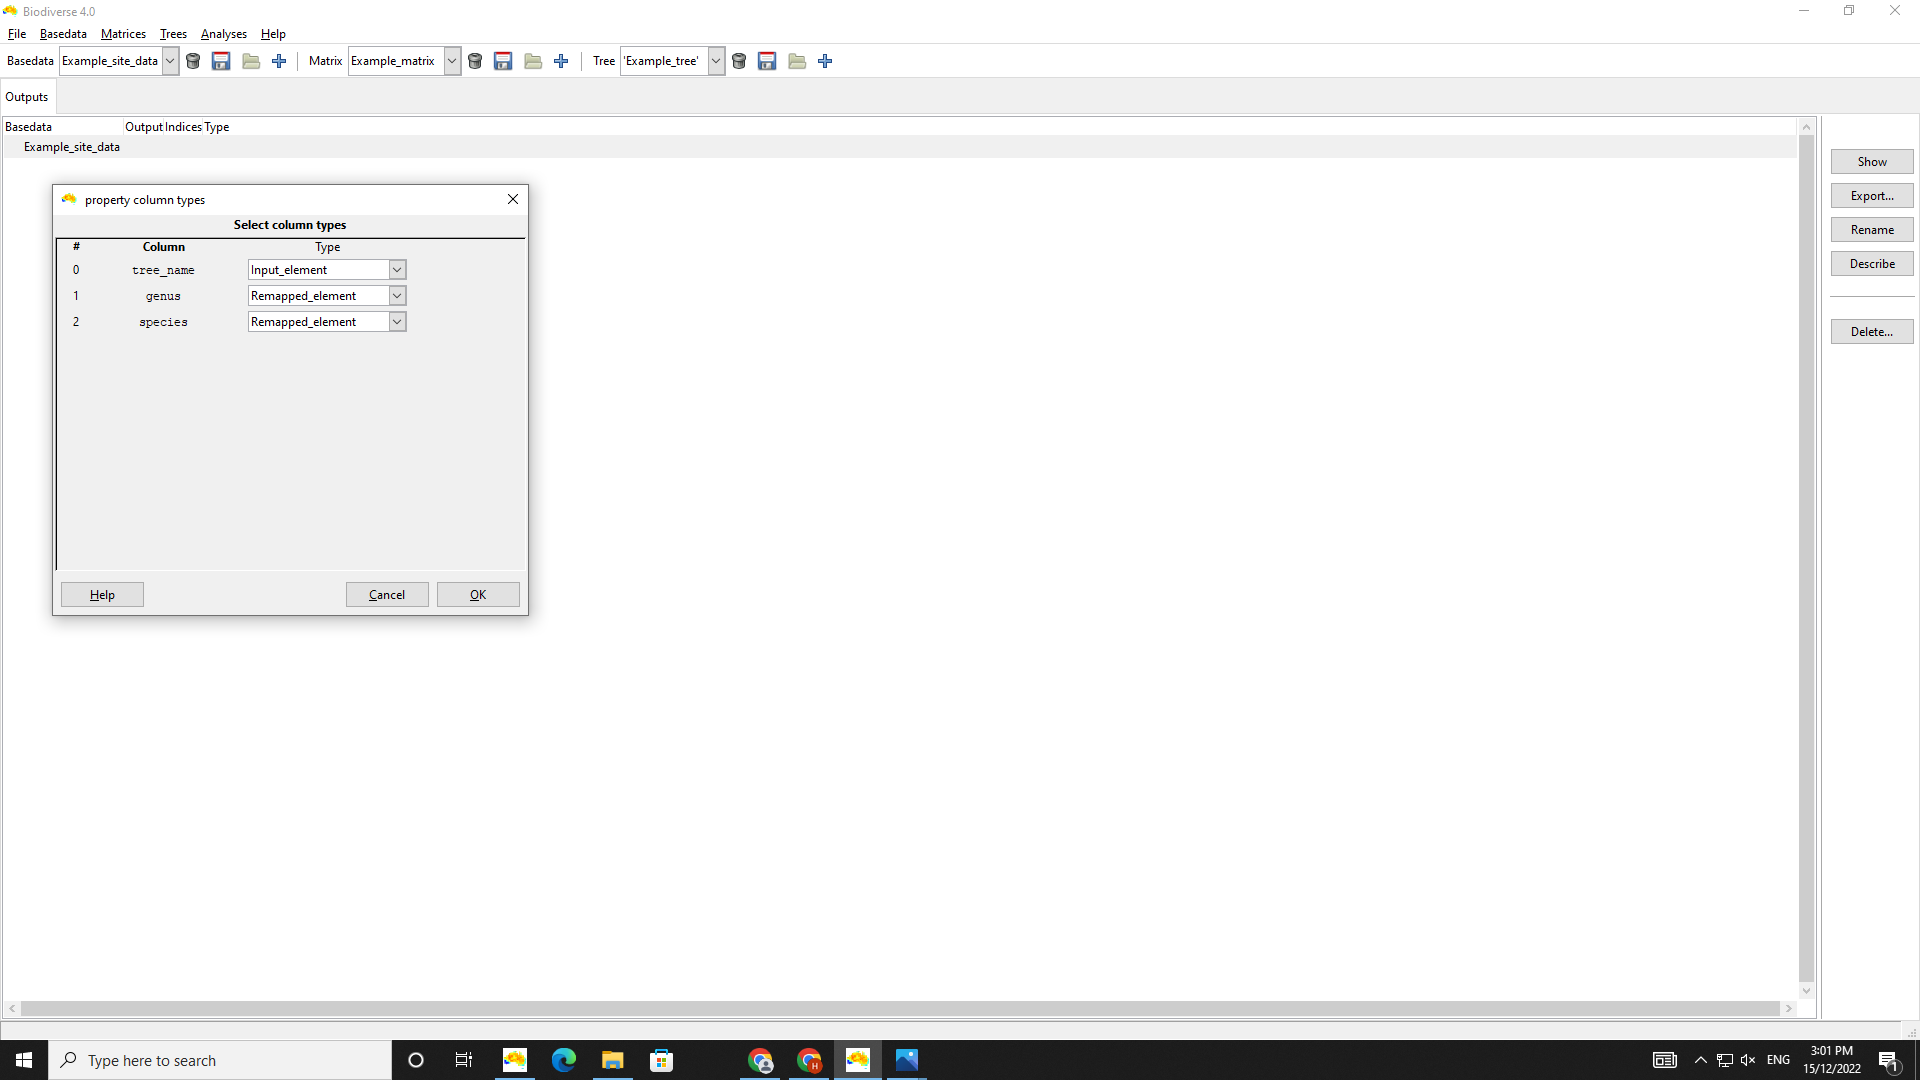 Biodiverse 4.0
File Basedata Matrices Trees Analyses Help
Basedata Example_site_data Matrix Example_matrix Tree 'Example_tree'
Outputs
Basedata Output Indices Type
Example_site_data
Show
Export...
Rename
Describe
Delete...
property column types
Select column types
# Column Type
0 tree_name Input_element
1 genus Remapped_element
2 species Remapped_element
Help Cancel OK
Type here to search
H
ENG
3:01 PM
15/12/2022
1